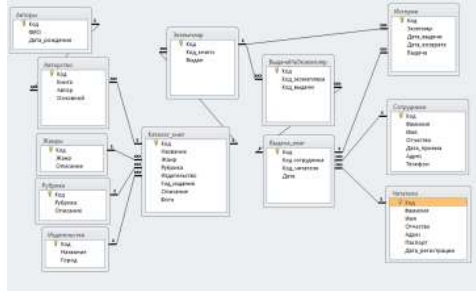 Авторы
Код
ФИО
Дата_рождения
Авторство
Код
Книга
Автор
Основной
Жанры
Код
Жанр
Описание
Рубрики
Код
Рубрика
Описание
Издательства
Код
Название
Город
Экземпляр
Код
Код_книги
Выдан
Каталог_книг
Код
Название
Жанр
Рубрика
Издательство
Год_издания
Описание
Фото
ВыдачаНаЭкземпляр
Код
Код_экземпляра
Код_выдачи
Выдача_книг
Код
Код_сотрудника
Код_читателя
Дата
История
Код
Экземпляр
Дата_выдачи
Дата_возврата
Выдача
Сотрудники
Код
Фамилия
Имя
Отчество
Дата_приема
Адрес
Телефон
Читатели
Код
Фамилия
Имя
Отчество
Адрес
Паспорт
Дата_регистрации